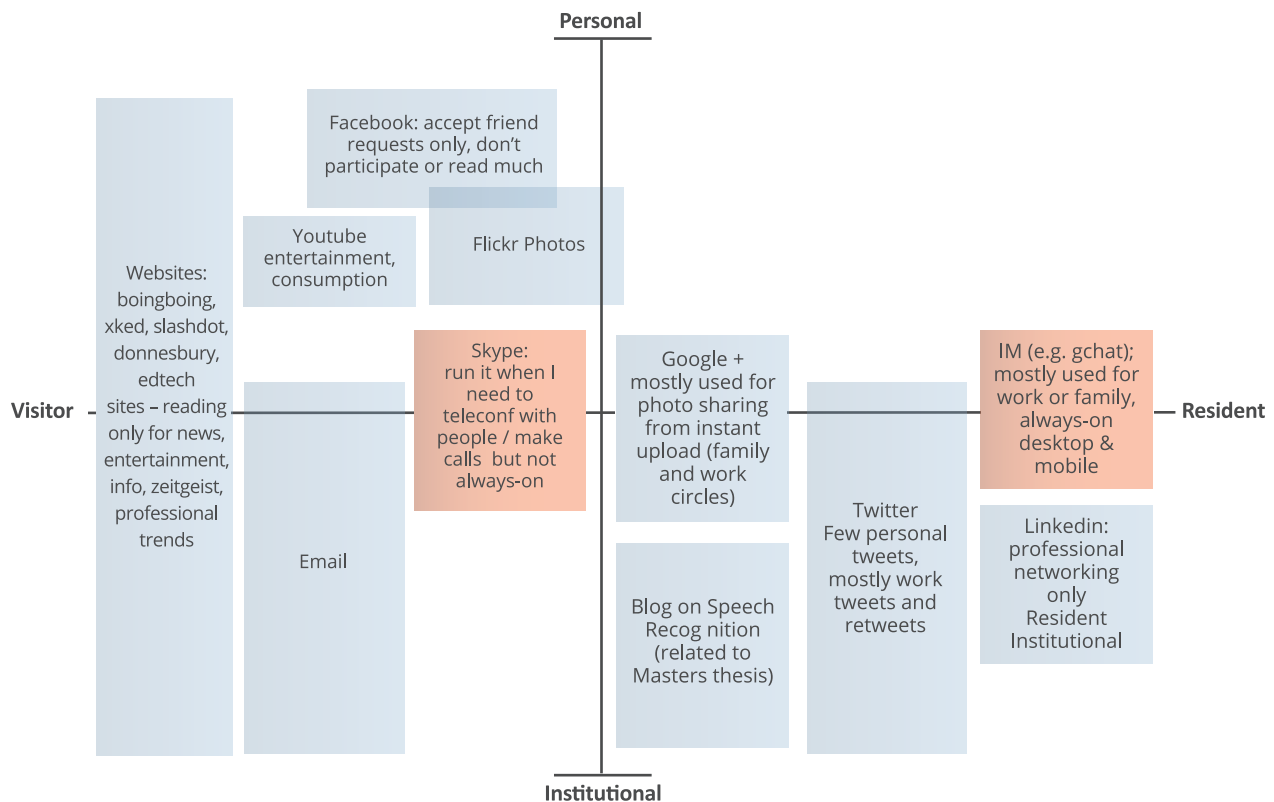 Personal
Facebook: accept friend
requests only, don’t
participate or read much
Youtube
entertainment,
consumption
Flickr Photos
Websites:
boingboing,
xked, slashdot,
donnesbury,
edtech
sites – reading
only for news,
entertainment,
info, zeitgeist,
professional
trends
Visitor
Email
Skype:
run it when I
need to
teleconf with
people / make
calls but not
always-on
Google +
mostly used for
photo sharing
from instant
upload (family
and work
circles)
IM (e.g. gchat);
mostly used for
work or family,
always-on
desktop &
mobile
Resident
Blog on Speech
Recog nition
(related to
Masters thesis)
Twitter
Few personal
tweets,
mostly work
tweets and
retweets
Linkedin:
professional
networking
only
Resident
Institutional
Institutional